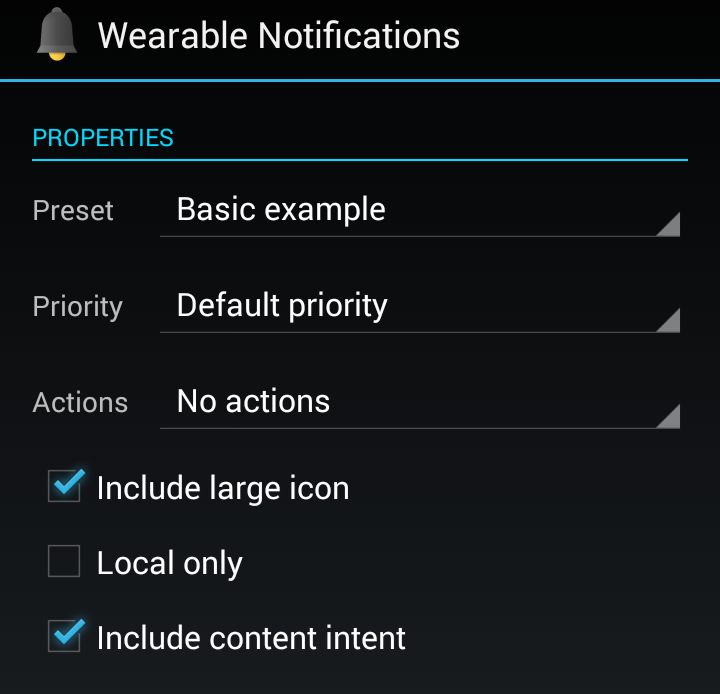 Wearable Notifications
PROPERTIES
Preset Basic example
Priority Default priority
Actions No actions
Include large icon
Local only
Include content intent